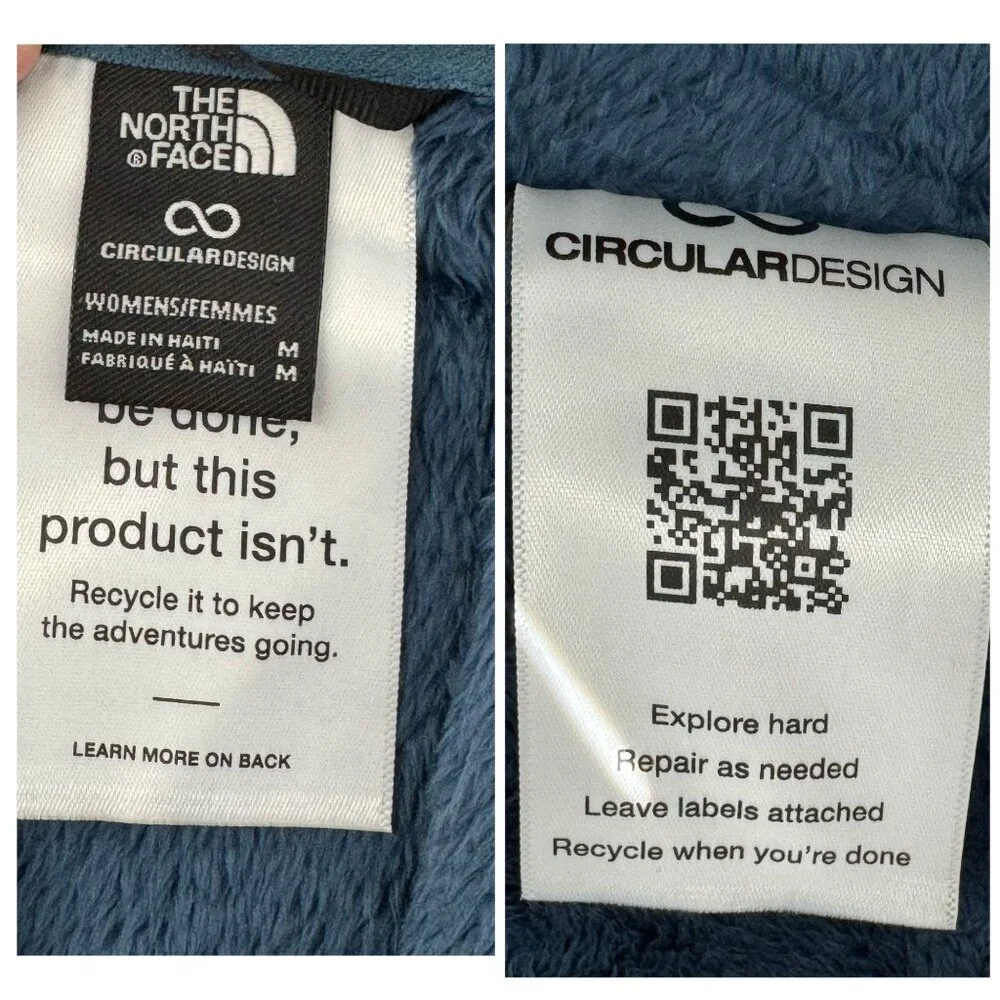 THE
NORTH
® FACE
CIRCULARDESIGN
WOMENS/FEMMES
MADE IN HAITI M
FABRIQUÉ À HAÏTI M
be done,
but this
product isn't.
Recycle it to keep
the adventures going.
LEARN MORE ON BACK
CIRCULARDESIGN
Explore hard
Repair as needed
Leave labels attached
Recycle when you're done